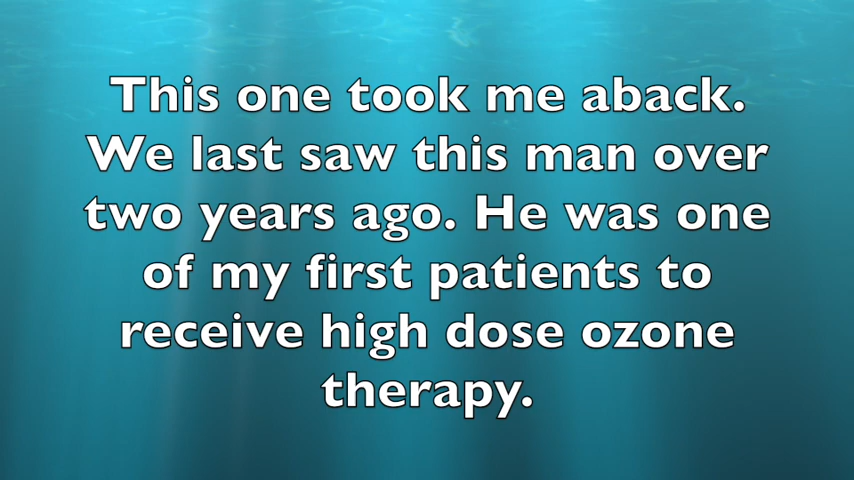 This one took me aback.
We last saw this man over
two years ago. He was one
of my first patients to
receive high dose ozone
therapy.